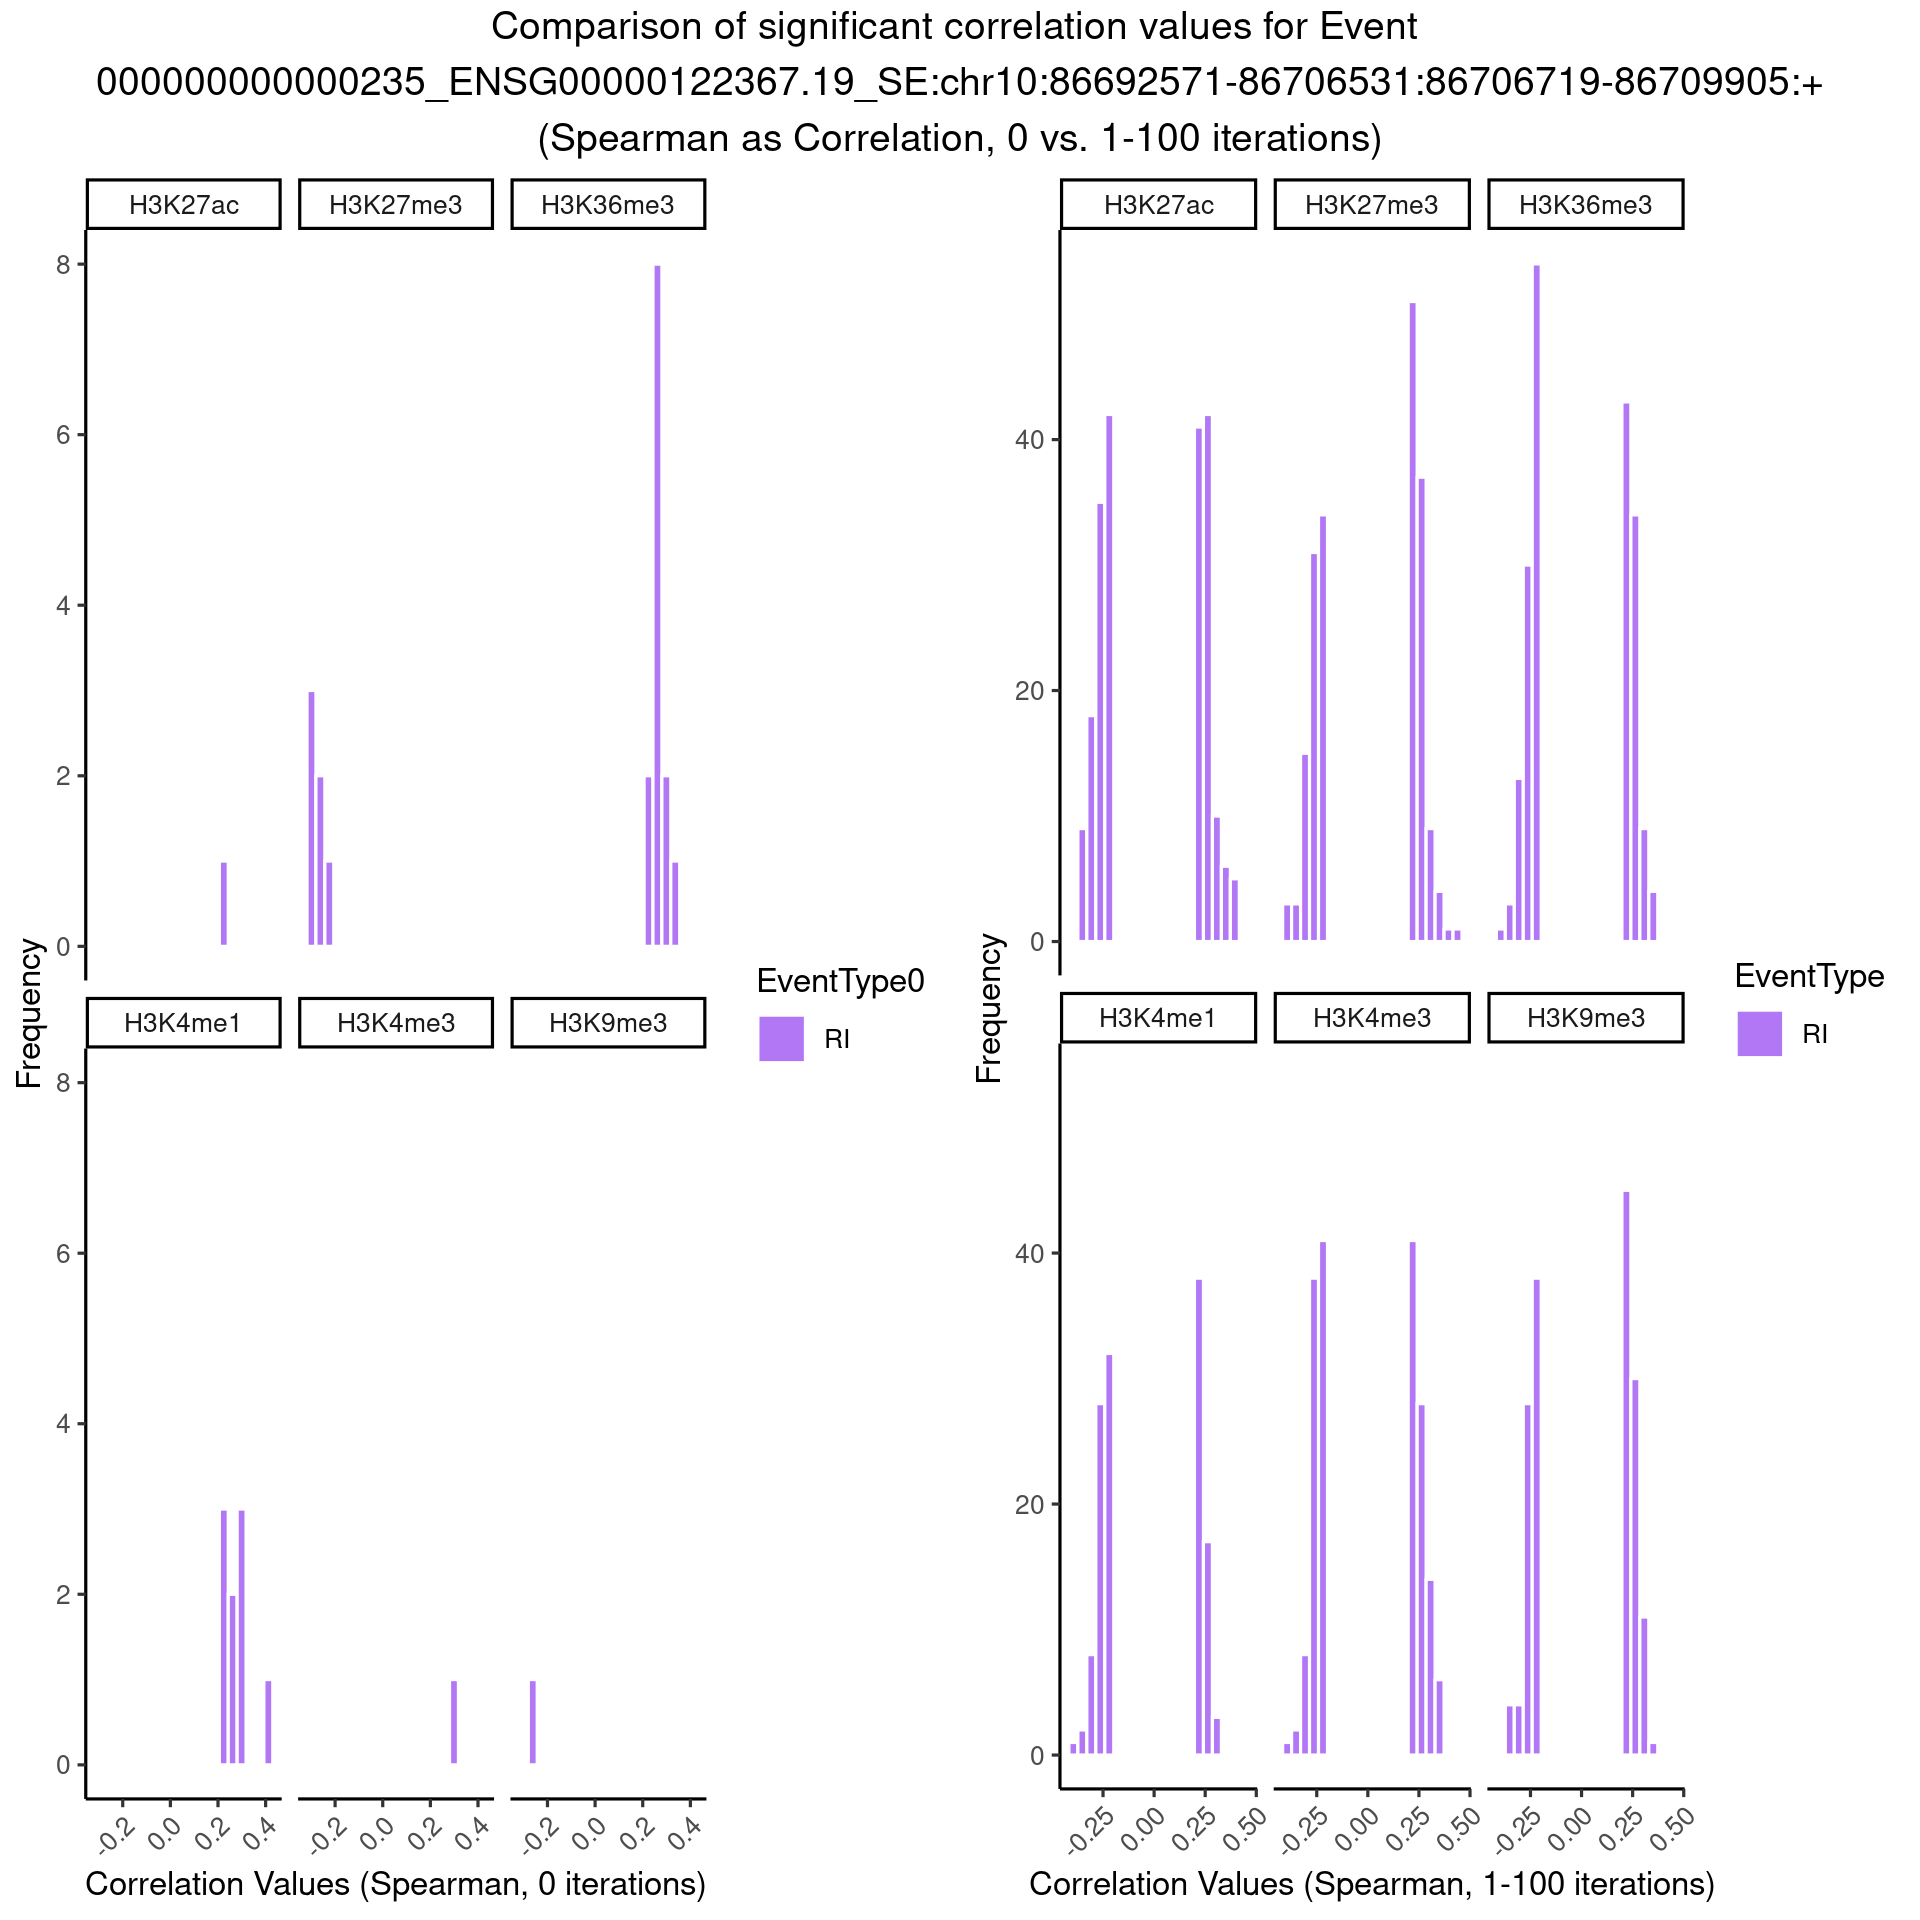 Comparison of significant correlation values for Event
000000000000235_ENSG00000122367.19_SE:chr10:86692571-86706531:86706719-86709905:+
(Spearman as Correlation, 0 vs. 1-100 iterations)
H3K27ac H3K27me3 H3K36me3
8
6
4
2
0
H3K4me1 H3K4me3 H3K9me3
8
6
4
2
0
Frequency
-0.2 0.0 0.2 0.4 -0.2 0.0 0.2 0.4 -0.2 0.0 0.2 0.4
Correlation Values (Spearman, 0 iterations)
EventType0
RI
H3K27ac H3K27me3 H3K36me3
40
20
0
H3K4me1 H3K4me3 H3K9me3
40
20
0
Frequency
-0.25 0.00 0.25 0.50 -0.25 0.00 0.25 0.50 -0.25 0.00 0.25 0.50
Correlation Values (Spearman, 1-100 iterations)
EventType
RI